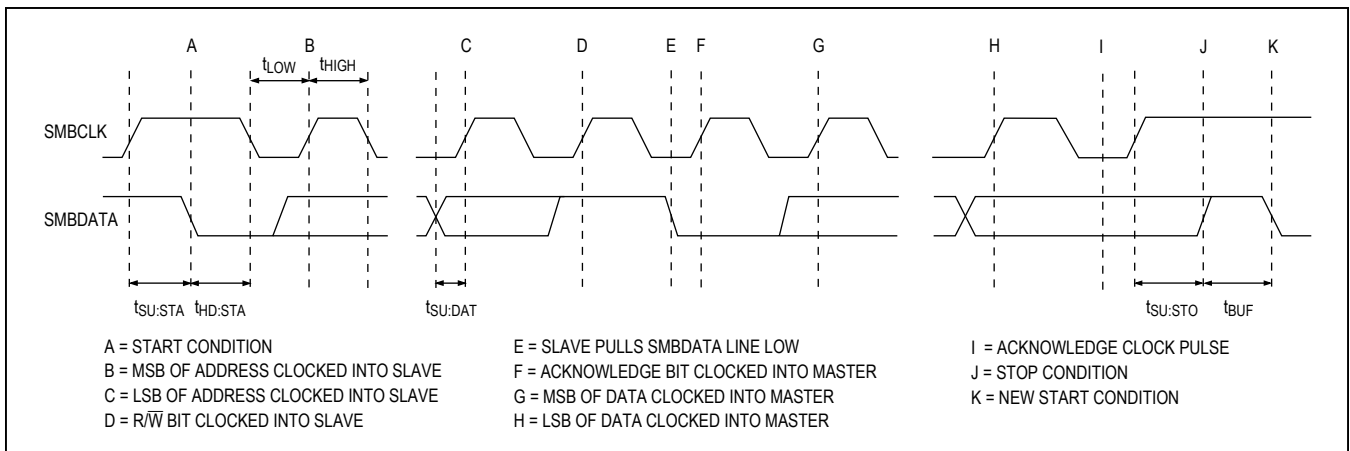 A B C D E F G H I J K
tLOW tHIGH
SMBCLK
SMBDATA
tSU:STA tHD:STA tSU:DAT tSU:STO tBUF
A = START CONDITION
B = MSB OF ADDRESS CLOCKED INTO SLAVE
C = LSB OF ADDRESS CLOCKED INTO SLAVE
D = R/W̅ BIT CLOCKED INTO SLAVE
E = SLAVE PULLS SMBDATA LINE LOW
F = ACKNOWLEDGE BIT CLOCKED INTO MASTER
G = MSB OF DATA CLOCKED INTO MASTER
H = LSB OF DATA CLOCKED INTO MASTER
I = ACKNOWLEDGE CLOCK PULSE
J = STOP CONDITION
K = NEW START CONDITION